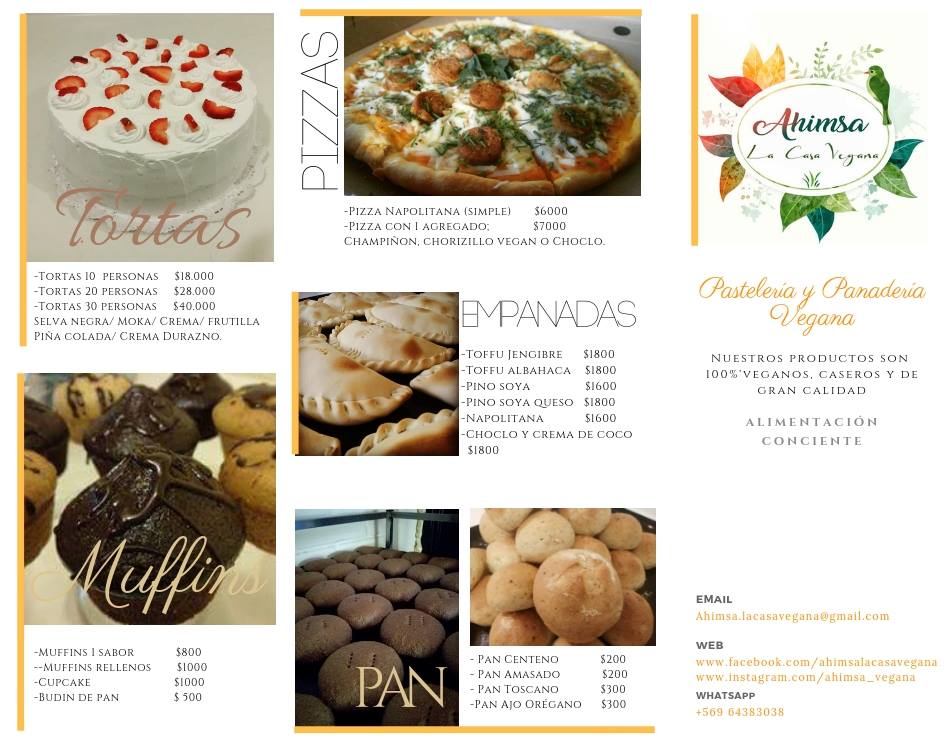 Tortas
-Tortas 10 personas $18.000
-Tortas 20 personas $28.000
-Tortas 30 personas $40.000
Selva negra/ Moka/ Crema/ frutilla
Piña colada/ Crema Durazno.
Muffins
-Muffins 1 sabor $800
--Muffins rellenos $1000
-Cupcake $1000
-Budin de pan $ 500
PIZZAS
-Pizza Napolitana (simple) $6000
-Pizza con 1 agregado; $7000
Champiñon, chorizillo vegan o Choclo.
EMPANADAS
-Toffu Jengibre $1800
-Toffu albahaca $1800
-Pino soya $1600
-Pino soya queso $1800
-Napolitana $1600
-Choclo y crema de coco
$1800
PAN
- Pan Centeno $200
- Pan Amasado $200
- Pan Toscano $300
-Pan Ajo Orégano $300
Ahimsa
La Casa Vegana
Pastelería y Panadería
Vegana
Nuestros productos son
100%'veganos, caseros y de
gran calidad
ALIMENTACIÓN
CONCIENTE
EMAIL
Ahimsa.lacasavegana@gmail.com
WEB
www.facebook.com/ahimsalacasavegana
www.instagram.com/ahimsa_vegana
WHATSAPP
+569 64383038